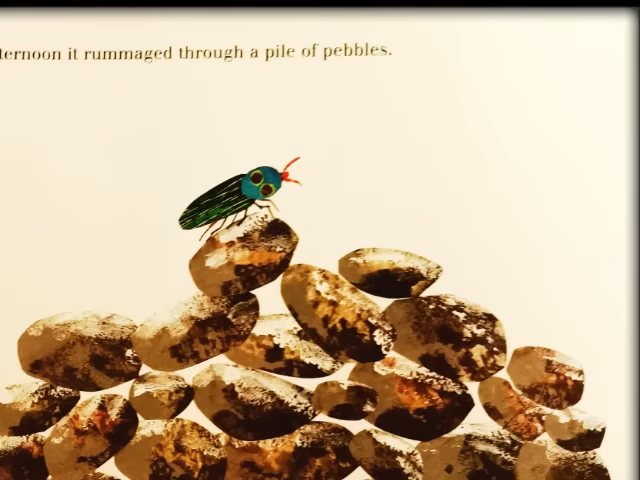 ternoon it rummaged through a pile of pebbles.